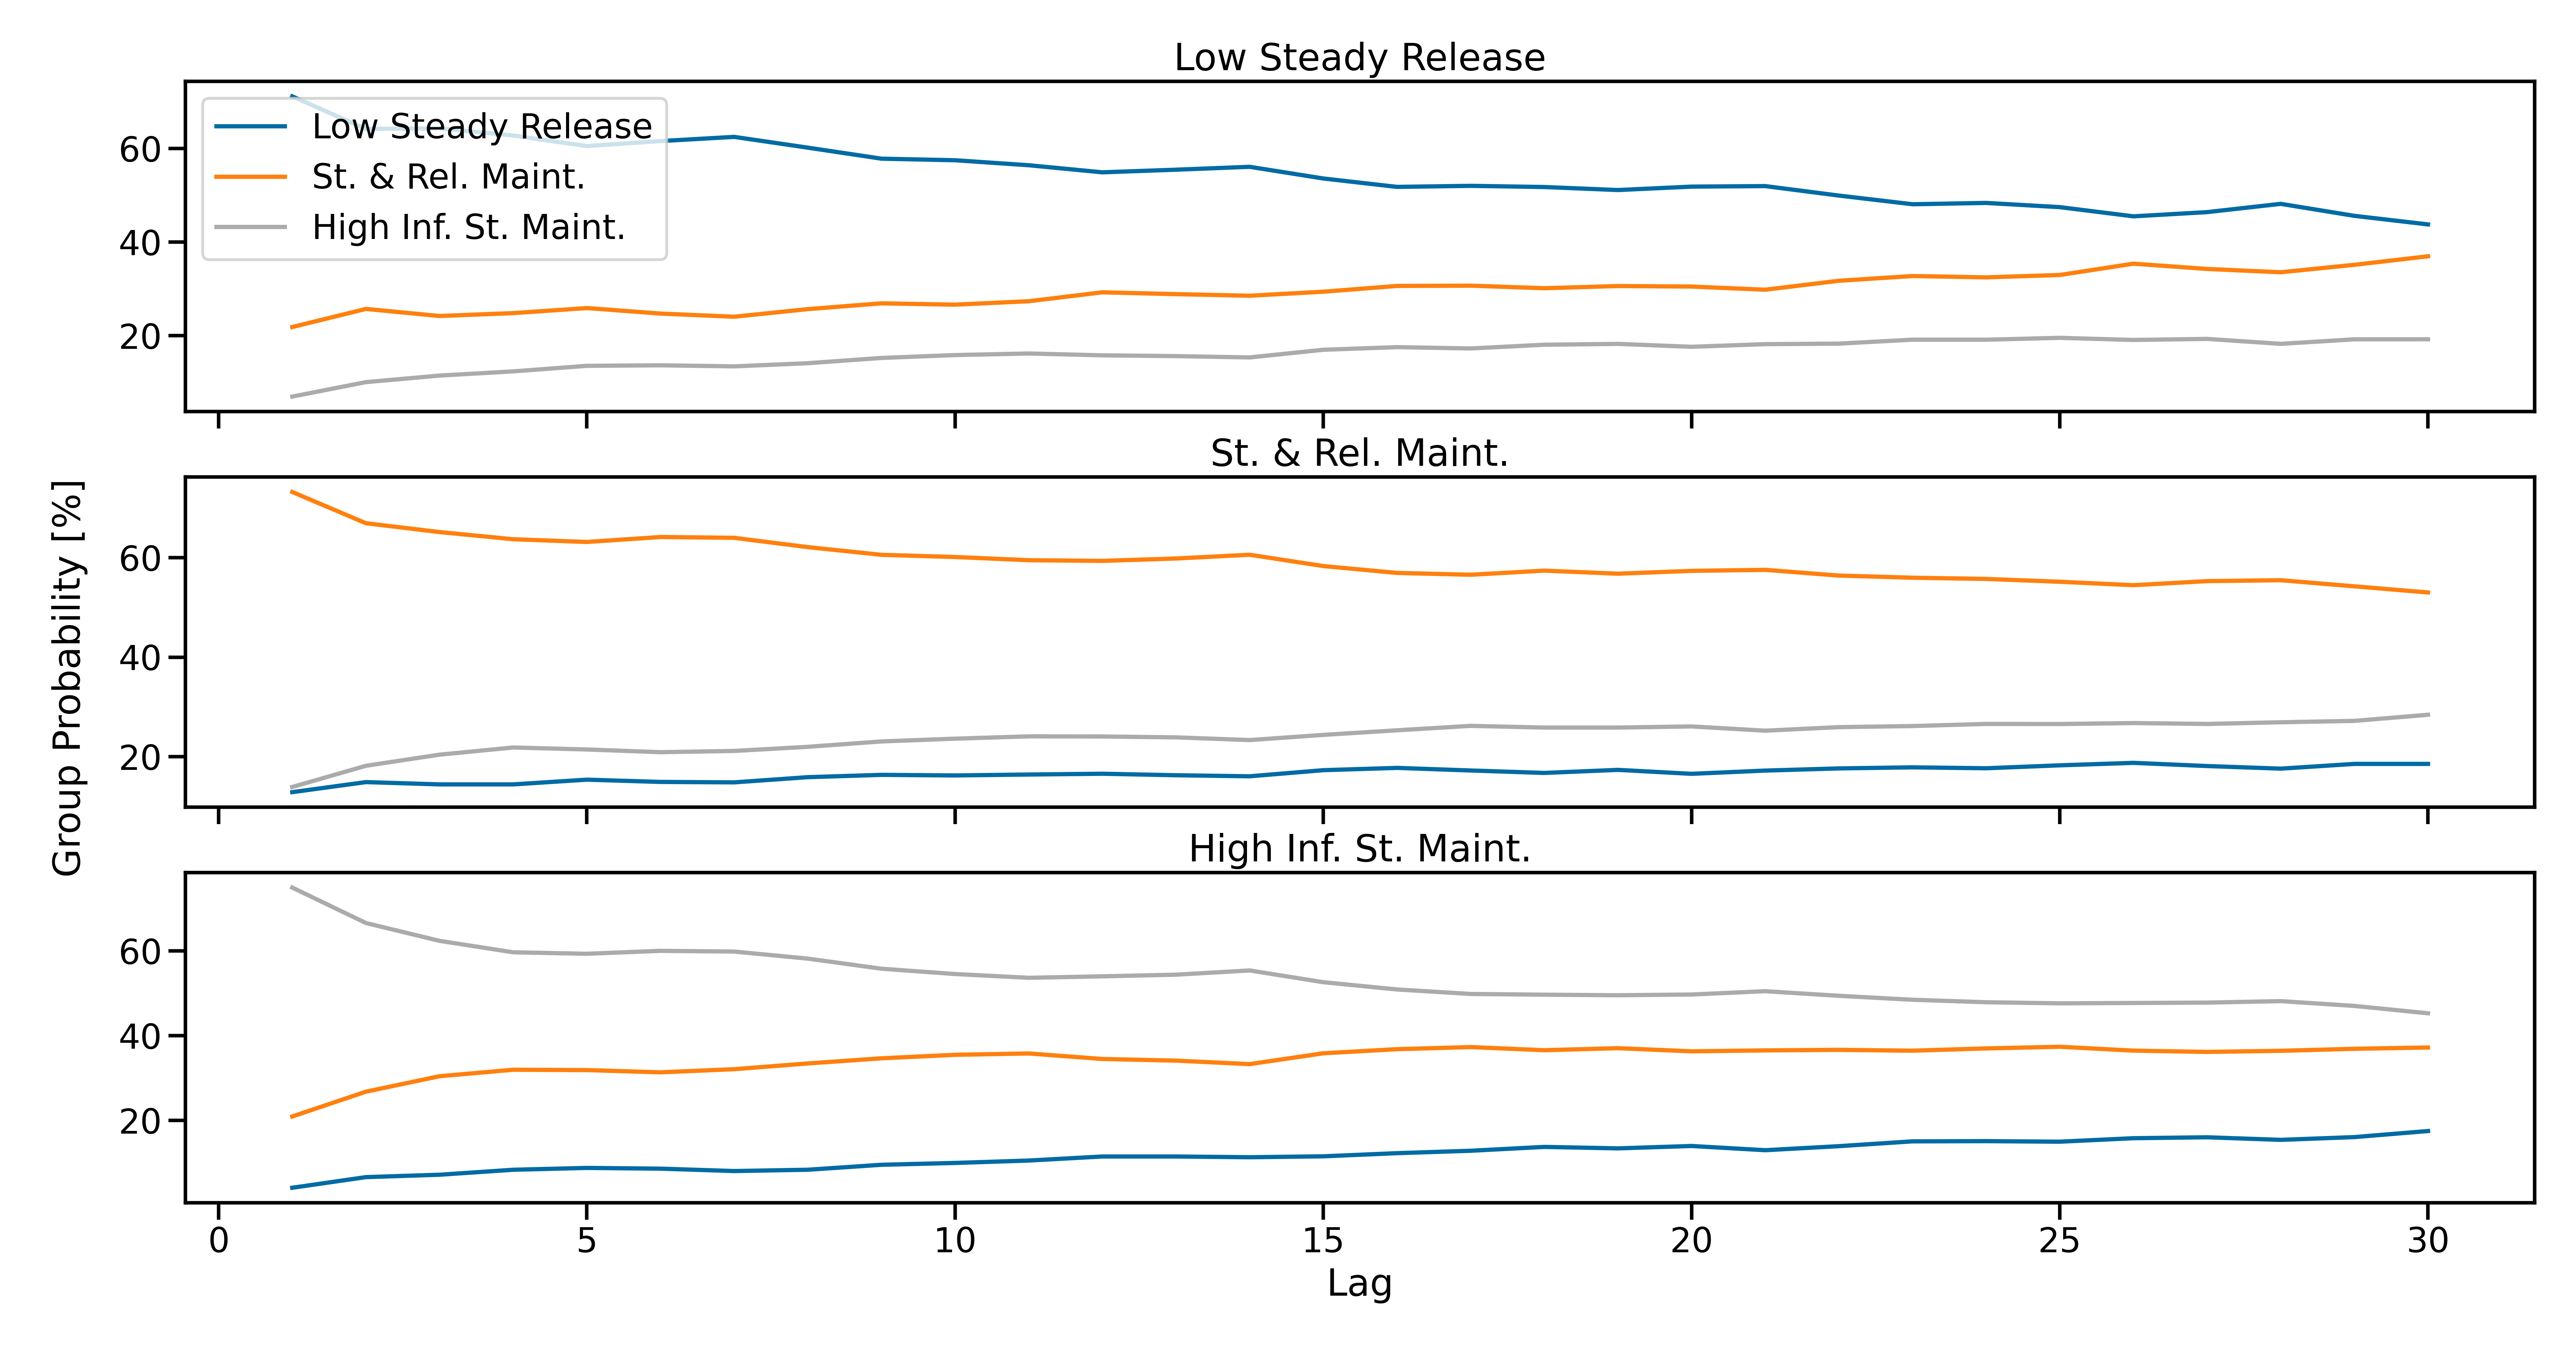 Low Steady Release
Low Steady Release
St. & Rel. Maint.
High Inf. St. Maint.
60
40
20
St. & Rel. Maint.
Group Probability [%]
60
40
20
High Inf. St. Maint.
60
40
20
0 5 10 15 20 25 30
Lag